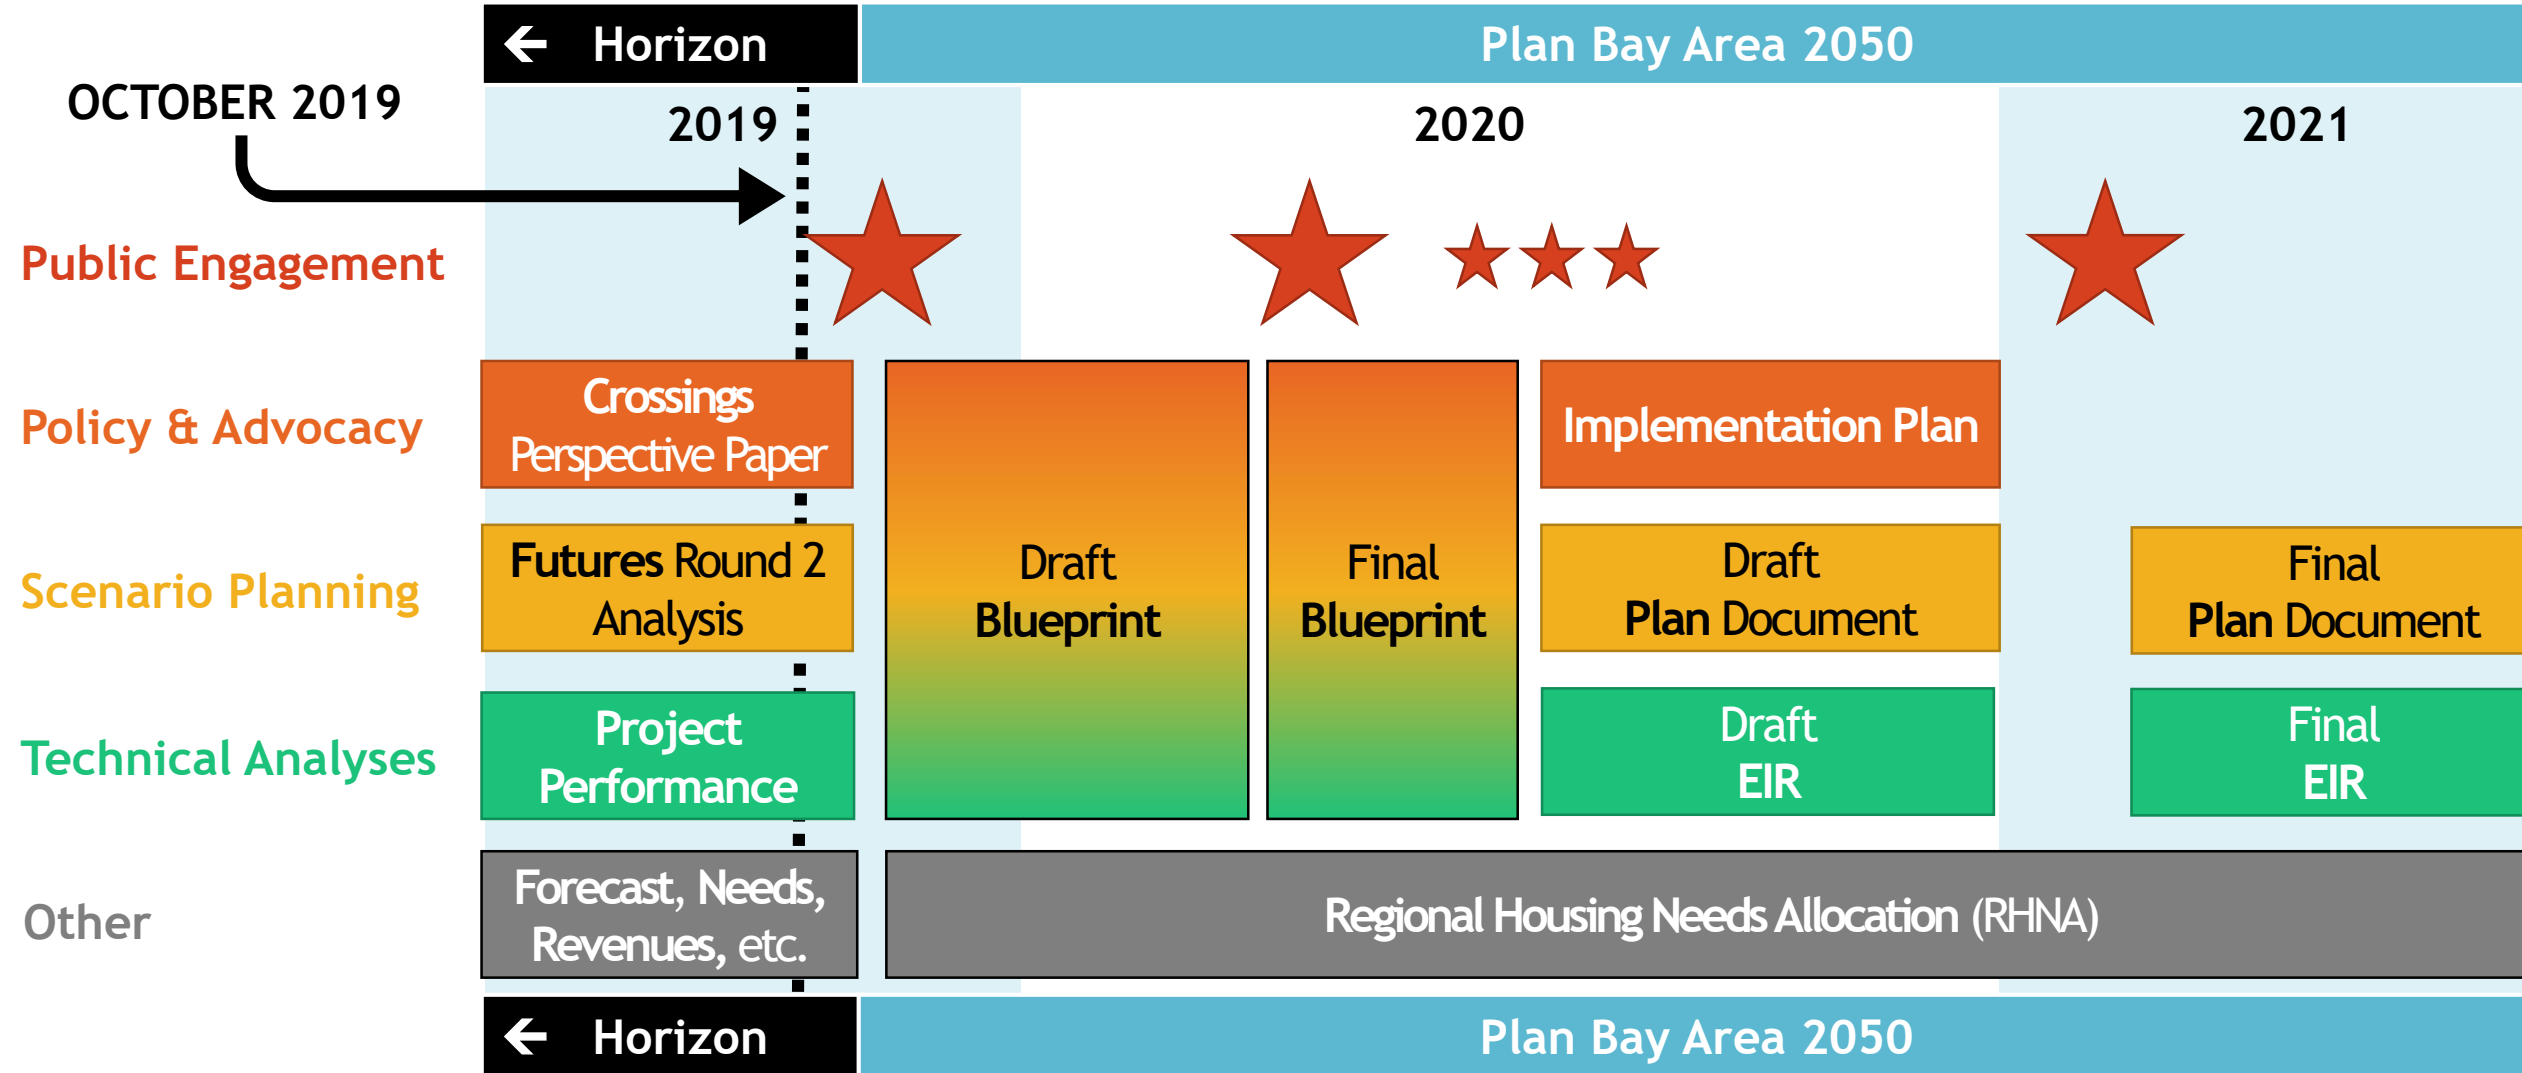 ← Horizon
Plan Bay Area 2050
OCTOBER 2019
2019
2020
2021
Public Engagement
Policy & Advocacy
Crossings
Perspective Paper
Implementation Plan
Scenario Planning
Futures Round 2
Analysis
Draft
Blueprint
Final
Blueprint
Draft
Plan Document
Final
Plan Document
Technical Analyses
Project
Performance
Draft
EIR
Final
EIR
Other
Forecast, Needs,
Revenues, etc.
Regional Housing Needs Allocation (RHNA)
← Horizon
Plan Bay Area 2050